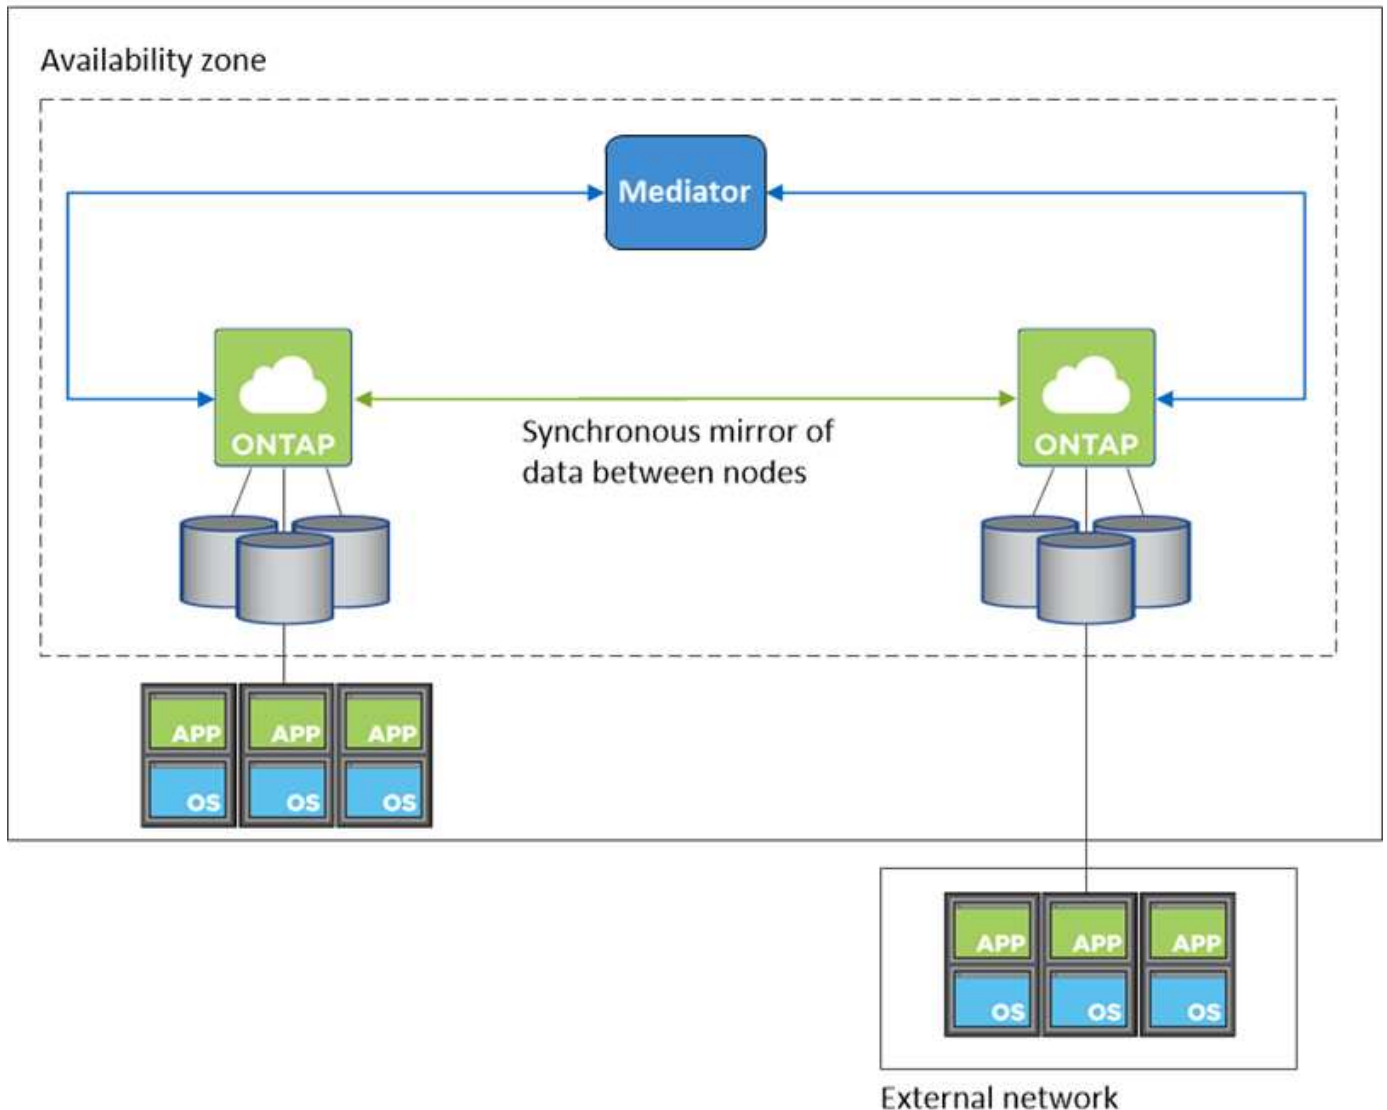 Availability zone
Mediator
ONTAP
ONTAP
Synchronous mirror of
data between nodes
APP APP APP
OS OS OS
APP APP APP
OS OS OS
External network